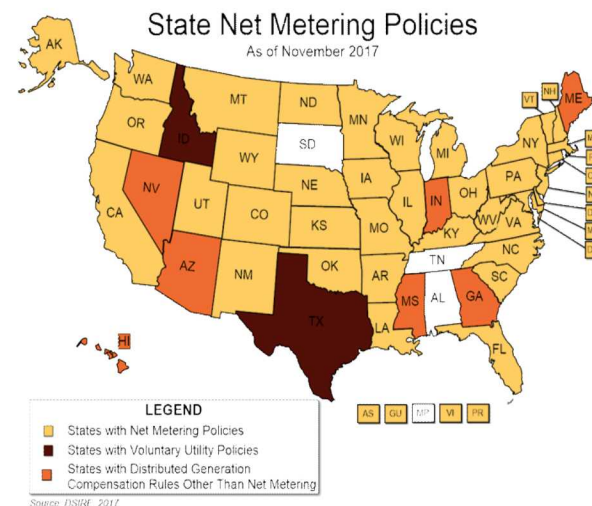 State Net Metering Policies
As of November 2017
AK
WA
MT
ND
MN
VT
NH
ME
OR
ID
SD
WI
MI
NY
WY
NV
NE
IA
PA
CA
UT
CO
IL
IN
OH
KS
MO
WV
VA
KY
AZ
NM
OK
AR
TN
NC
SC
TX
LA
MS
AL
GA
FL
HI
AS
GU
MP
VI
PR
LEGEND
States with Net Metering Policies
States with Voluntary Utility Policies
States with Distributed Generation
Compensation Rules Other Than Net Metering
Source: DSIRE, 2017